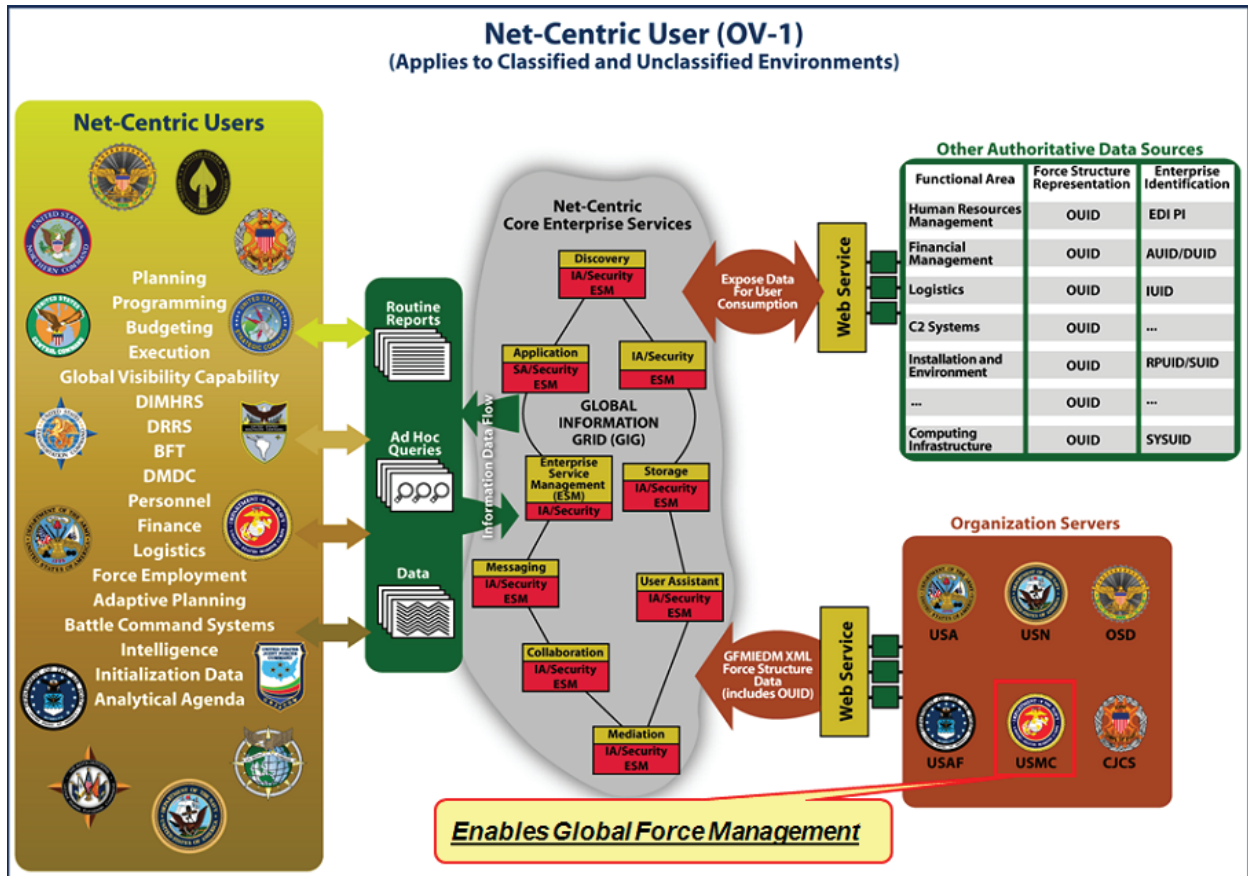 Net-Centric User (OV-1)
(Applies to Classified and Unclassified Environments)
Net-Centric Users
Planning
Programming
Budgeting
Execution
Global Visibility Capability
DIMHRS
DRRS
BFT
DMDC
Personnel
Finance
Logistics
Force Employment
Adaptive Planning
Battle Command Systems
Intelligence
Initialization Data
Analytical Agenda
Routine
Reports
Ad Hoc
Queries
Data
Information Data Flow
Net-Centric
Core Enterprise Services
Discovery
IA/Security
ESM
Application
SA/Security
ESM
IA/Security
ESM
GLOBAL
INFORMATION
GRID (GIG)
Enterprise
Service
Management
(ESM)
IA/Security
Storage
IA/Security
ESM
Messaging
IA/Security
ESM
User Assistant
IA/Security
ESM
Collaboration
IA/Security
ESM
Mediation
IA/Security
ESM
Expose Data
For User
Consumption
Web Service
Other Authoritative Data Sources
Functional Area
Force Structure
Representation
Enterprise
Identification
Human Resources
Management
OUID
EDI PI
Financial
Management
OUID
AUID/DUID
Logistics
OUID
IUID
C2 Systems
OUID
...
Installation and
Environment
OUID
RPUID/SUID
...
OUID
...
Computing
Infrastructure
OUID
SYSUID
GFMIEDM XML
Force Structure
Data
(includes OUID)
Web Service
Organization Servers
USA
USN
OSD
USAF
USMC
CJCS
Enables Global Force Management